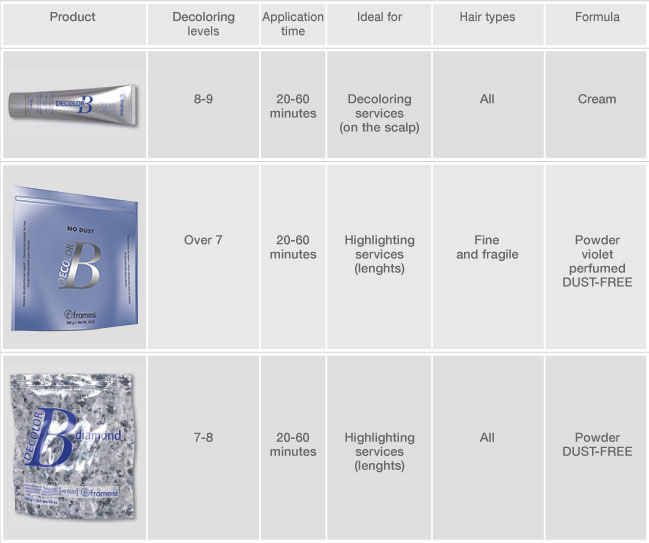 Product
Decoloring
levels
Application
time
Ideal for
Hair types
Formula
DECOLOR B
framesi
8-9
20-60
minutes
Decoloring
services
(on the scalp)
All
Cream
NO DUST
DECOLOR B
framesi
Over 7
20-60
minutes
Highlighting
services
(lenghts)
Fine
and fragile
Powder
violet
perfumed
DUST-FREE
DECOLOR B
diamond
framesi
7-8
20-60
minutes
Highlighting
services
(lenghts)
All
Powder
DUST-FREE